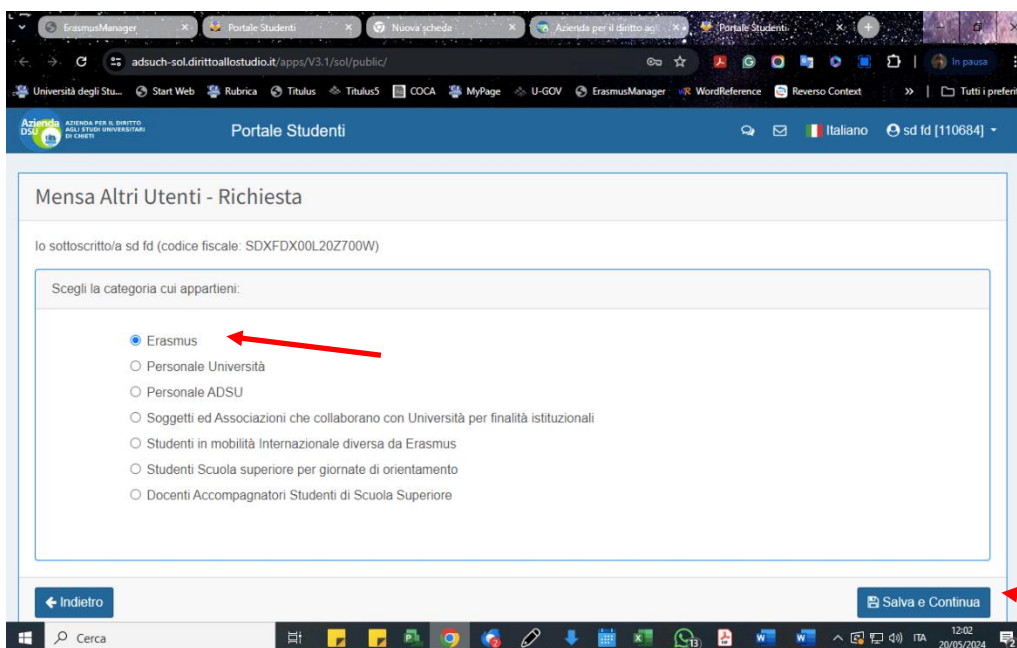 ErasmusManager
Portale Studenti
Nuova scheda
Azienda per il diritto agl
Portale Studenti
adsuch-sol.dirittoallostudio.it/apps/V3.1/sol/public/
In pausa
Università degli Stu...
Start Web
Rubrica
Titulus
Titulus5
COCA
MyPage
U-GOV
ErasmusManager
WordReference
Reverso Context
»
Tutti i preferiti
Azienda DSU
AZIENDA PER IL DIRITTO
AGLI STUDI UNIVERSITARI
DI CHIETI
Portale Studenti
Italiano
sd fd [110684]
Mensa Altri Utenti - Richiesta
Io sottoscritto/a sd fd (codice fiscale: SDXFDX00L20Z700W)
Scegli la categoria cui appartieni:
Erasmus
Personale Università
Personale ADSU
Soggetti ed Associazioni che collaborano con Università per finalità istituzionali
Studenti in mobilità Internazionale diversa da Erasmus
Studenti Scuola superiore per giornate di orientamento
Docenti Accompagnatori Studenti di Scuola Superiore
Indietro
Salva e Continua
Cerca
13
ITA
12:02
20/05/2024
2